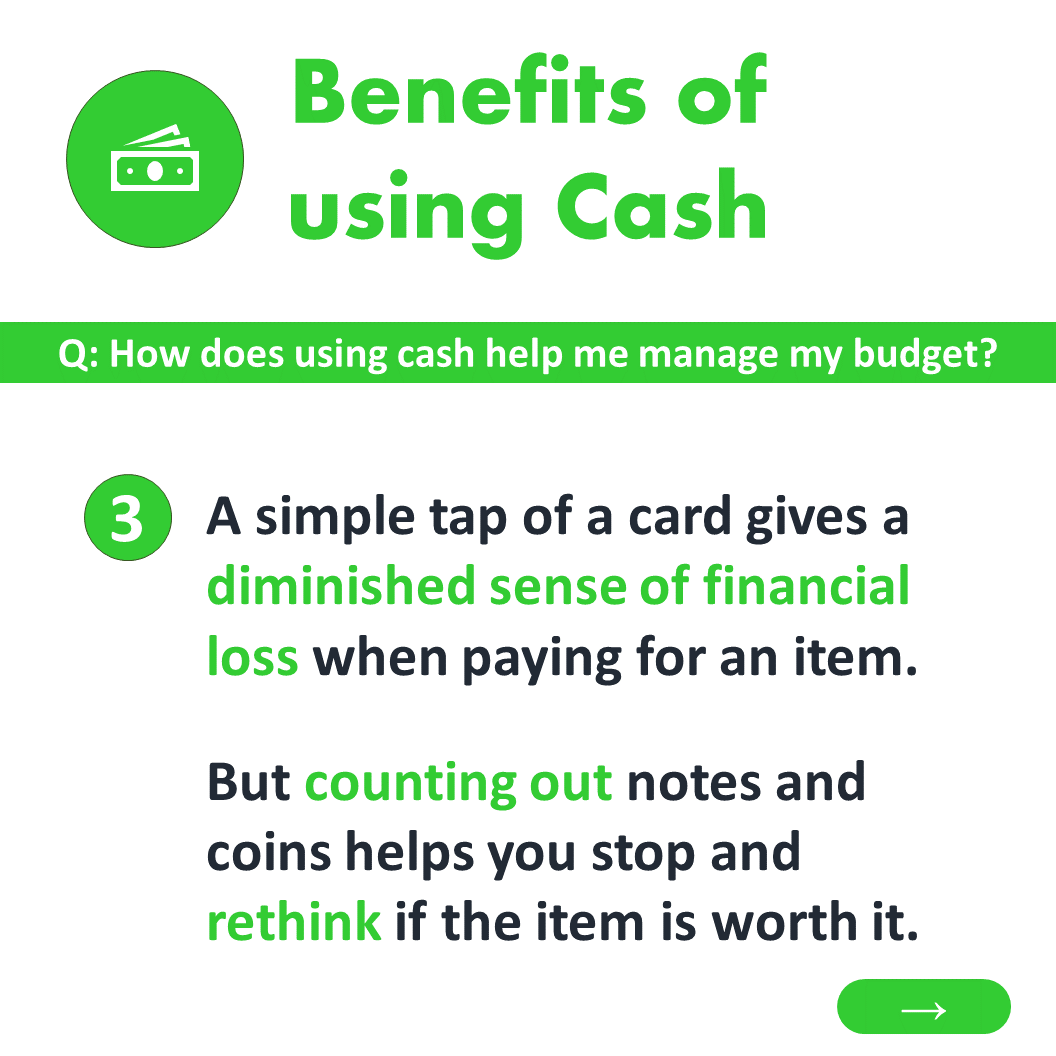 Benefits of
using Cash
Q: How does using cash help me manage my budget?
3
A simple tap of a card gives a
diminished sense of financial
loss when paying for an item.
But counting out notes and
coins helps you stop and
rethink if the item is worth it.
→